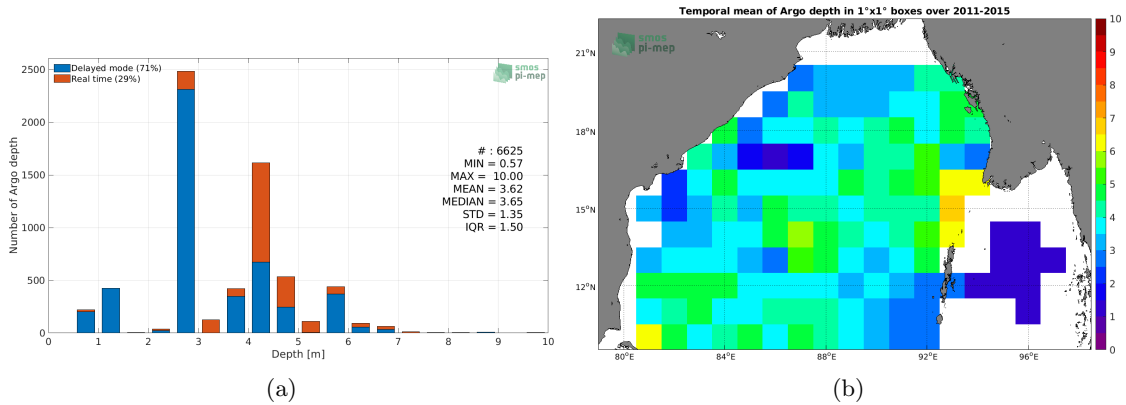 Delayed mode (71%)
Real time (29%)
smos
pi-mep
# : 6625
MIN = 0.57
MAX = 10.00
MEAN = 3.62
MEDIAN = 3.65
STD = 1.35
IQR = 1.50
Number of Argo depth
2500
2000
1500
1000
500
0
0 1 2 3 4 5 6 7 8 9 10
Depth [m]
(a)
Temporal mean of Argo depth in 1°x1° boxes over 2011-2015
smos
pi-mep
21°N
18°N
15°N
12°N
80°E 84°E 88°E 92°E 96°E
10
9
8
7
6
5
4
3
2
1
0
(b)